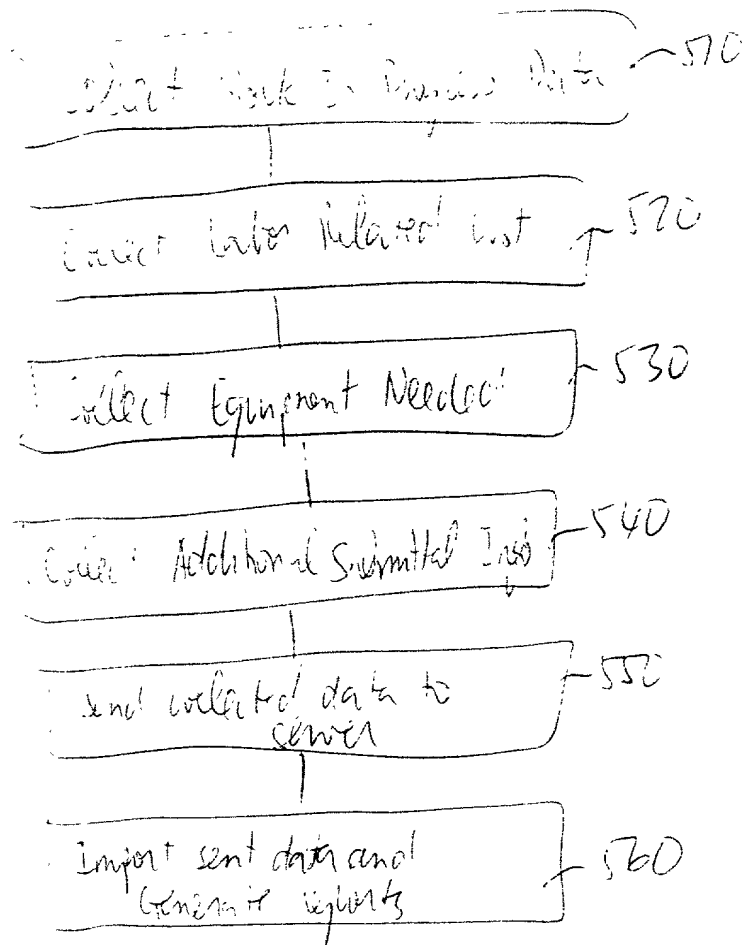 Collect Work In Progress Data 510
Collect Labor Related Cost 520
Collect Equipment Needed 530
Collect Additional Submittal Info 540
Send collected data to
server
550
Import sent data and
Generate reports
560